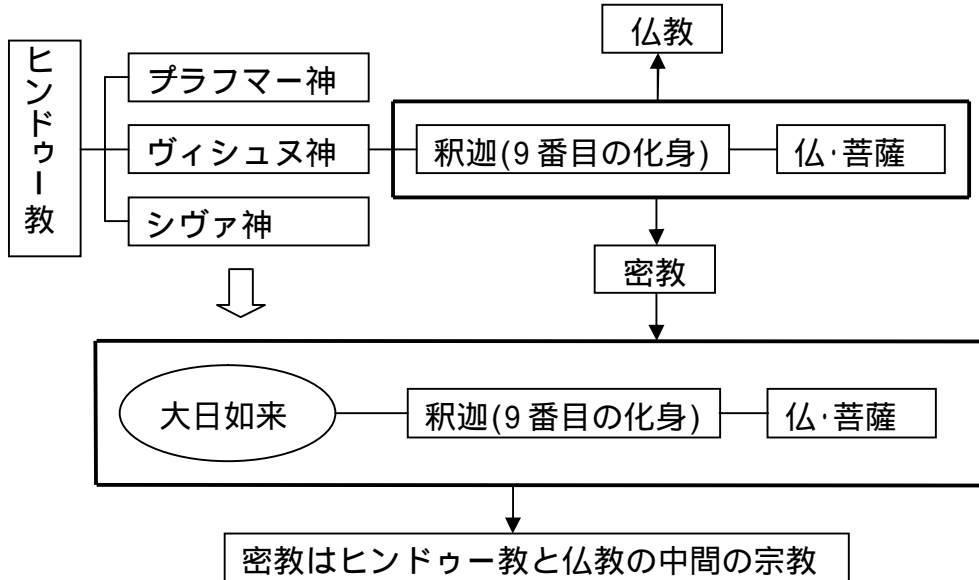 仏教
ヒンドゥー教
プラフマー神
ヴィシュヌ神
釈迦(9番目の化身)
仏・菩薩
シヴァ神
密教
大日如来
釈迦(9番目の化身)
仏・菩薩
密教はヒンドゥー教と仏教の中間の宗教